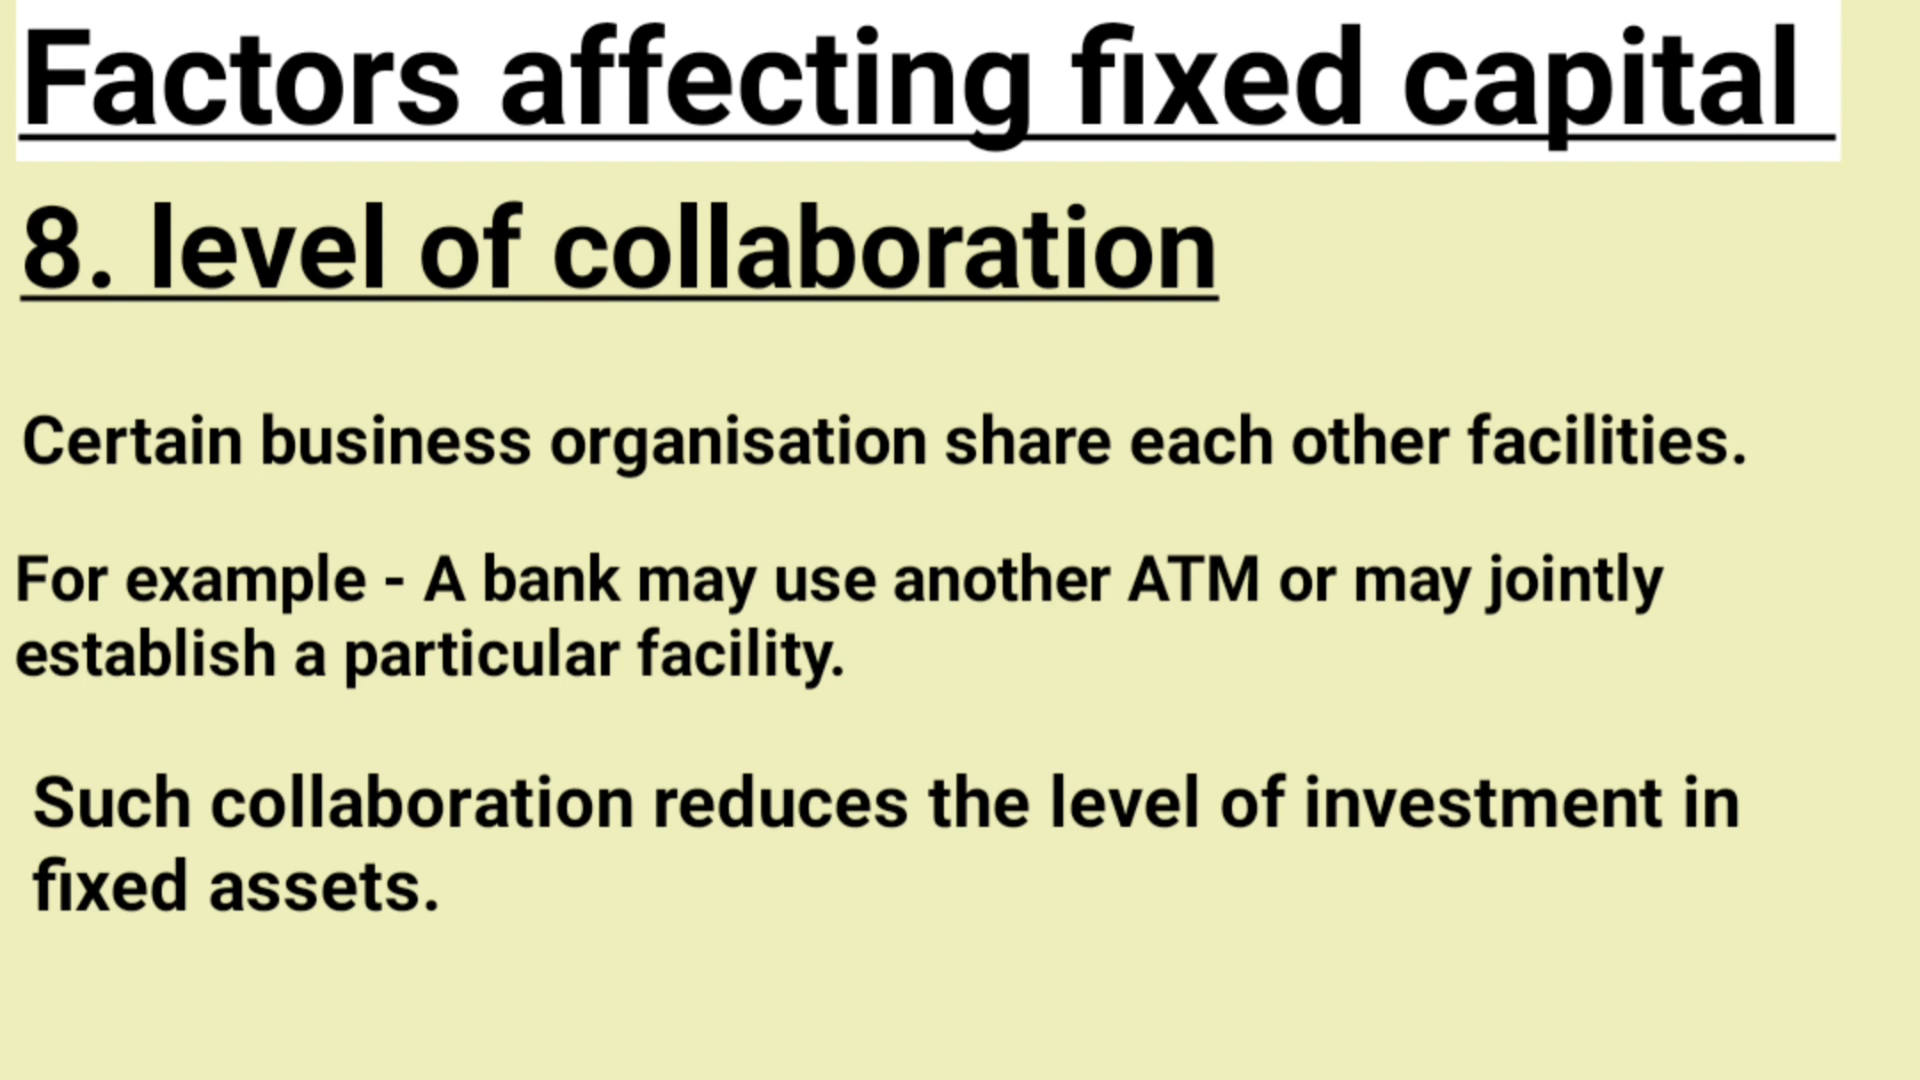 Factors affecting fixed capital
8. level of collaboration
Certain business organisation share each other facilities.
For example - A bank may use another ATM or may jointly
establish a particular facility.
Such collaboration reduces the level of investment in
fixed assets.